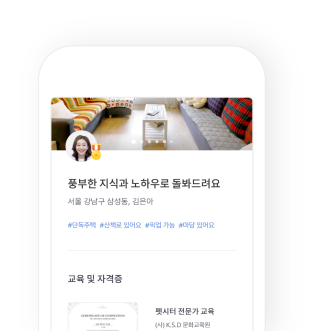 풍부한 지식과 노하우로 돌봐드려요
서울 강남구 삼성동, 김은아
#단독주택 #산책로 있어요 #픽업 가능 #마당 있어요
교육 및 자격증
펫시터 전문가 교육
(사) K.S.D 문화교육원